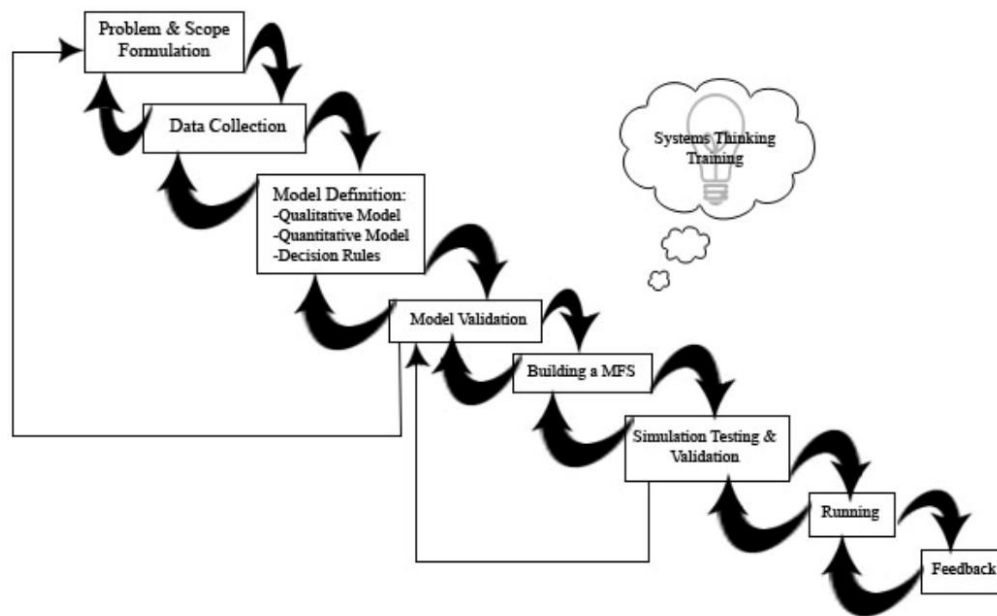 Problem & Scope
Formulation
Data Collection
Systems Thinking
Training
Model Definition:
-Qualitative Model
-Quantitative Model
-Decision Rules
Model Validation
Building a MFS
Simulation Testing &
Validation
Running
Feedback